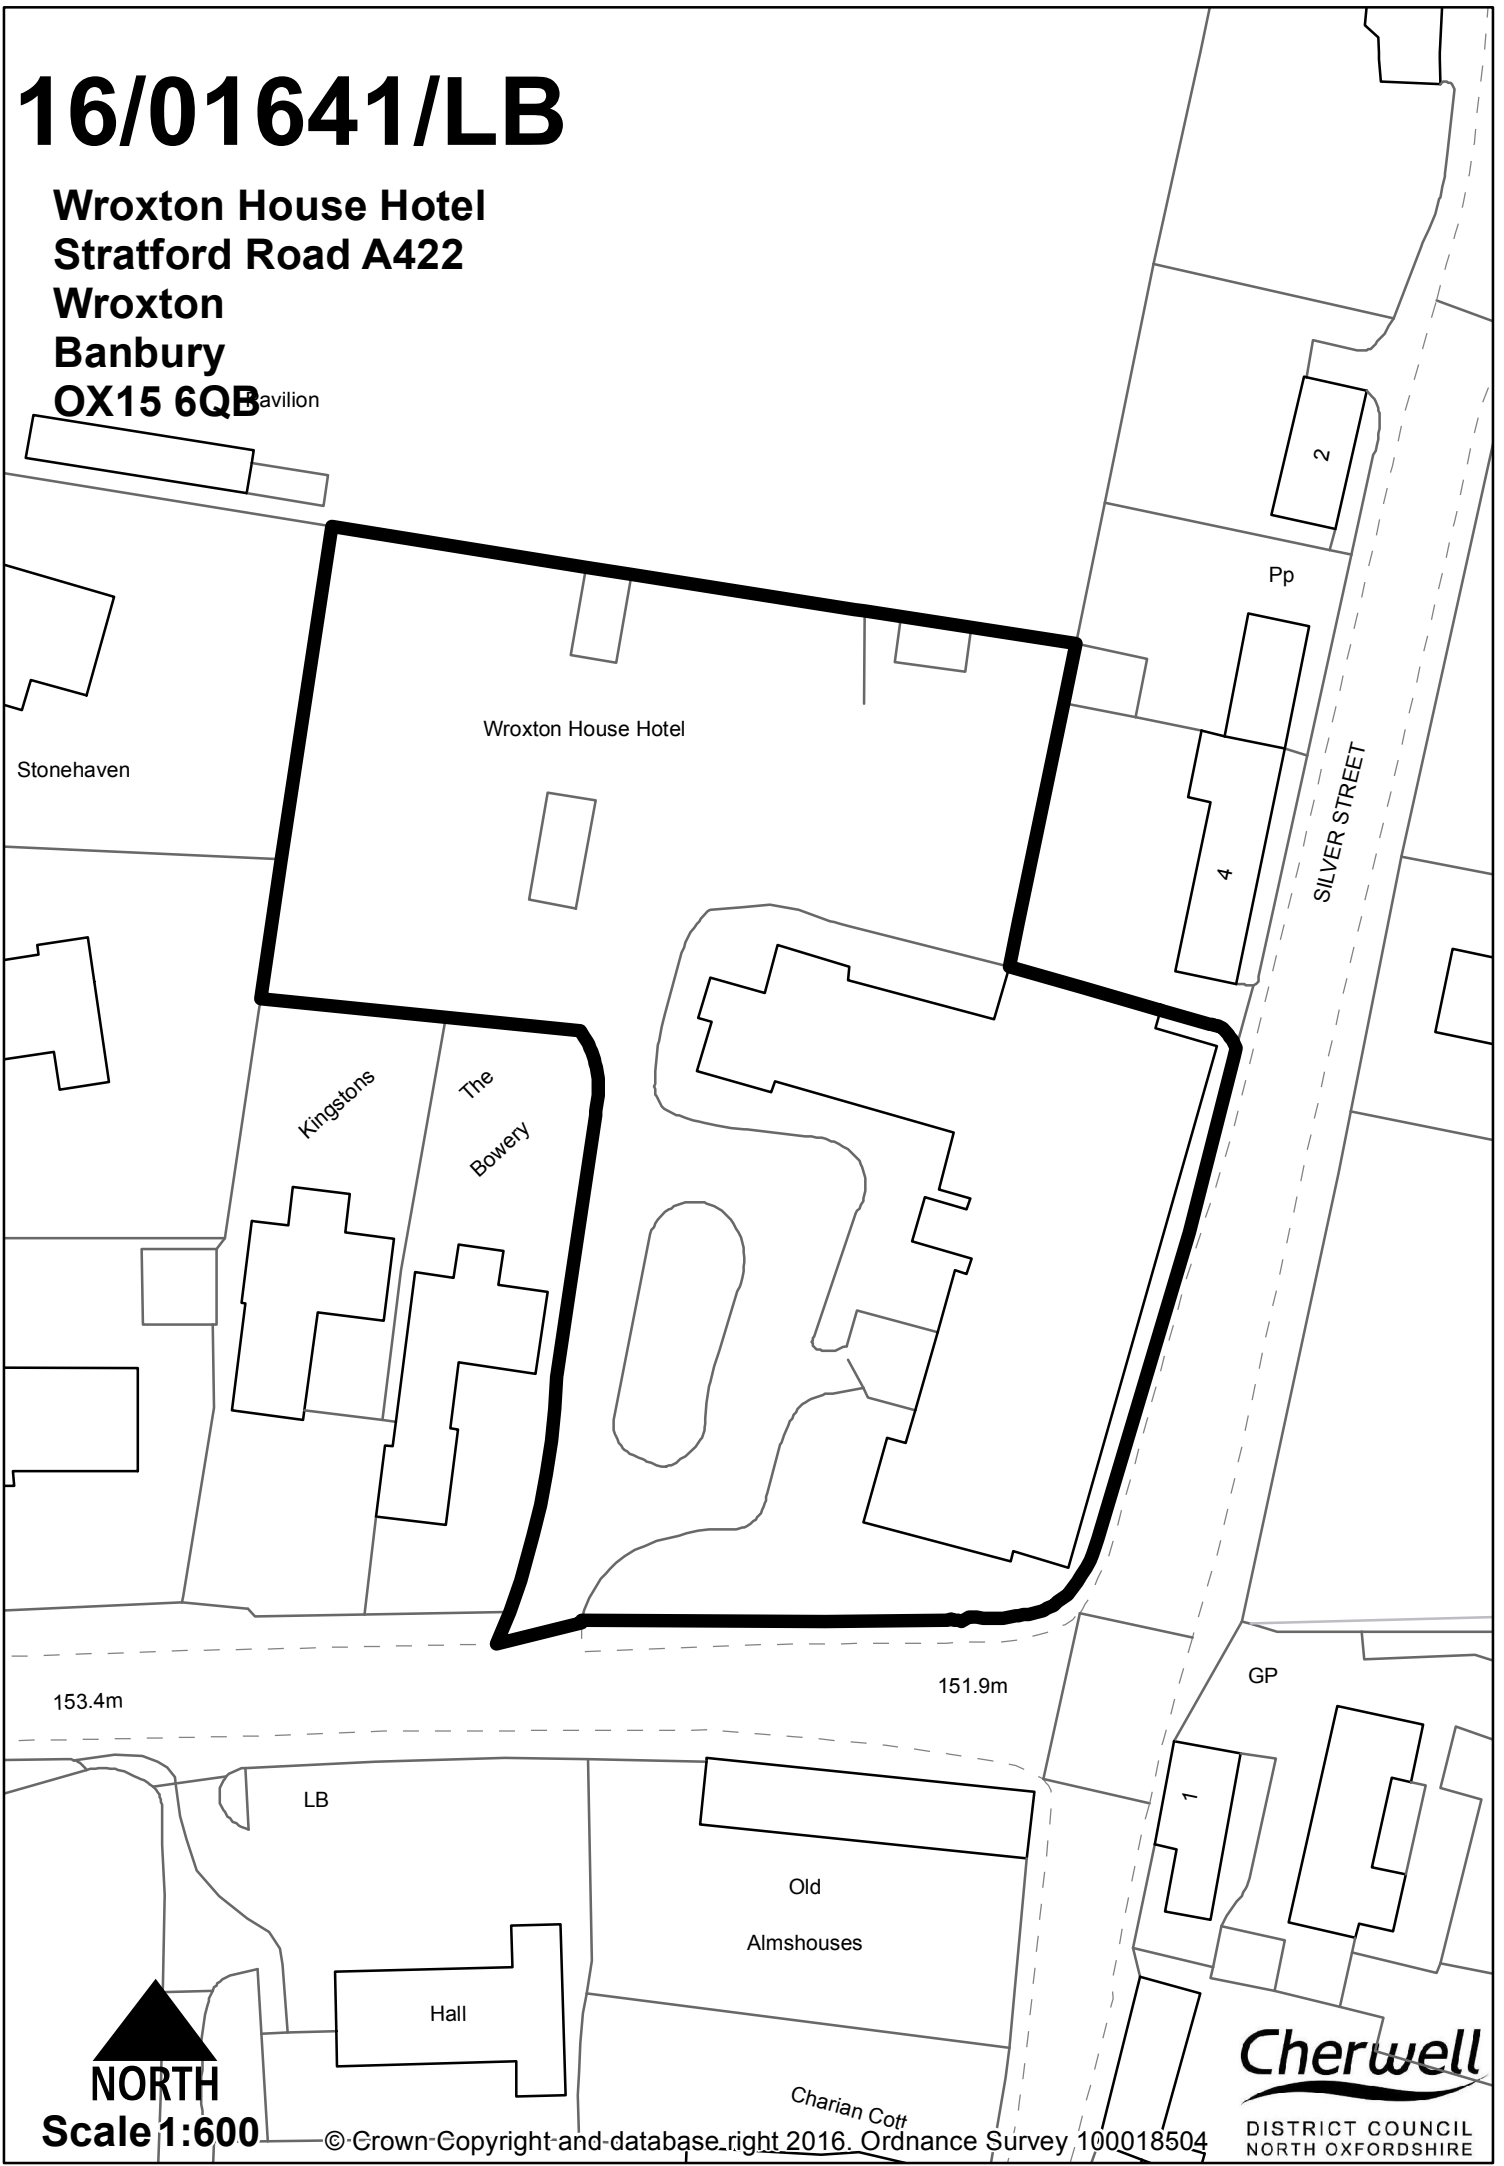 16/01641/LB
Wroxton House Hotel
Stratford Road A422
Wroxton
Banbury
OX15 6QB
Pavilion
2
Pp
Wroxton House Hotel
Stonehaven
SILVER STREET
4
Kingstons
The
Bowery
GP
151.9m
153.4m
1
LB
Old
Almshouses
Hall
NORTH
Scale 1:600
Charian Cott
© Crown Copyright and database right 2016. Ordnance Survey 100018504
Cherwell
DISTRICT COUNCIL
NORTH OXFORDSHIRE